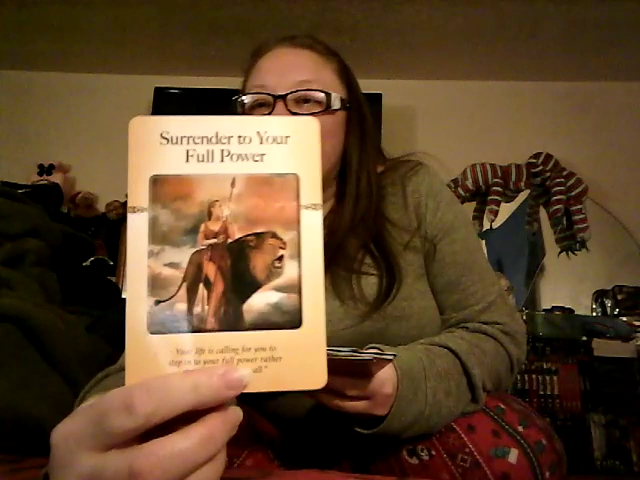 Surrender to Your
Full Power
"Your life is calling for you to
step in to your full power rather
all."